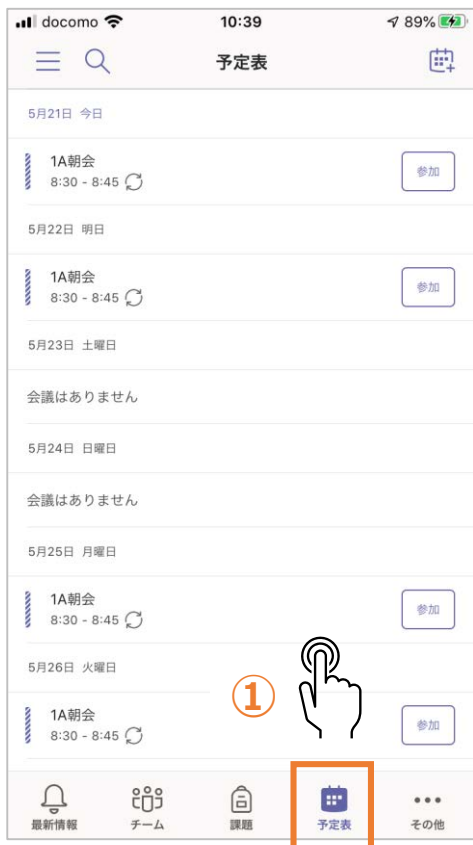 docomo 10:39 89%
予定表
5月21日 今日
1A朝会
8:30 - 8:45
参加
5月22日 明日
1A朝会
8:30 - 8:45
参加
5月23日 土曜日
会議はありません
5月24日 日曜日
会議はありません
5月25日 月曜日
1A朝会
8:30 - 8:45
参加
5月26日 火曜日
①
1A朝会
8:30 - 8:45
参加
最新情報 チーム 課題 予定表 その他